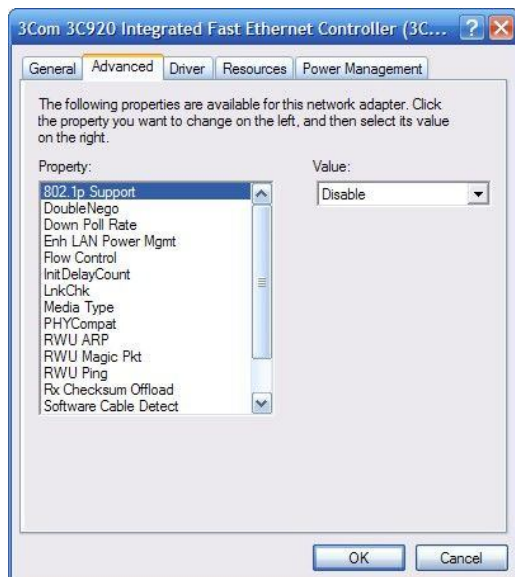 3Com 3C920 Integrated Fast Ethernet Controller (3C...
General Advanced Driver Resources Power Management
The following properties are available for this network adapter. Click
the property you want to change on the left, and then select its value
on the right.
Property:
802.1p Support
DoubleNego
Down Poll Rate
Enh LAN Power Mgmt
Flow Control
InitDelayCount
LnkChk
Media Type
PHYCompat
RWU ARP
RWU Magic Pkt
RWU Ping
Rx Checksum Offload
Software Cable Detect
Value:
Disable
OK Cancel